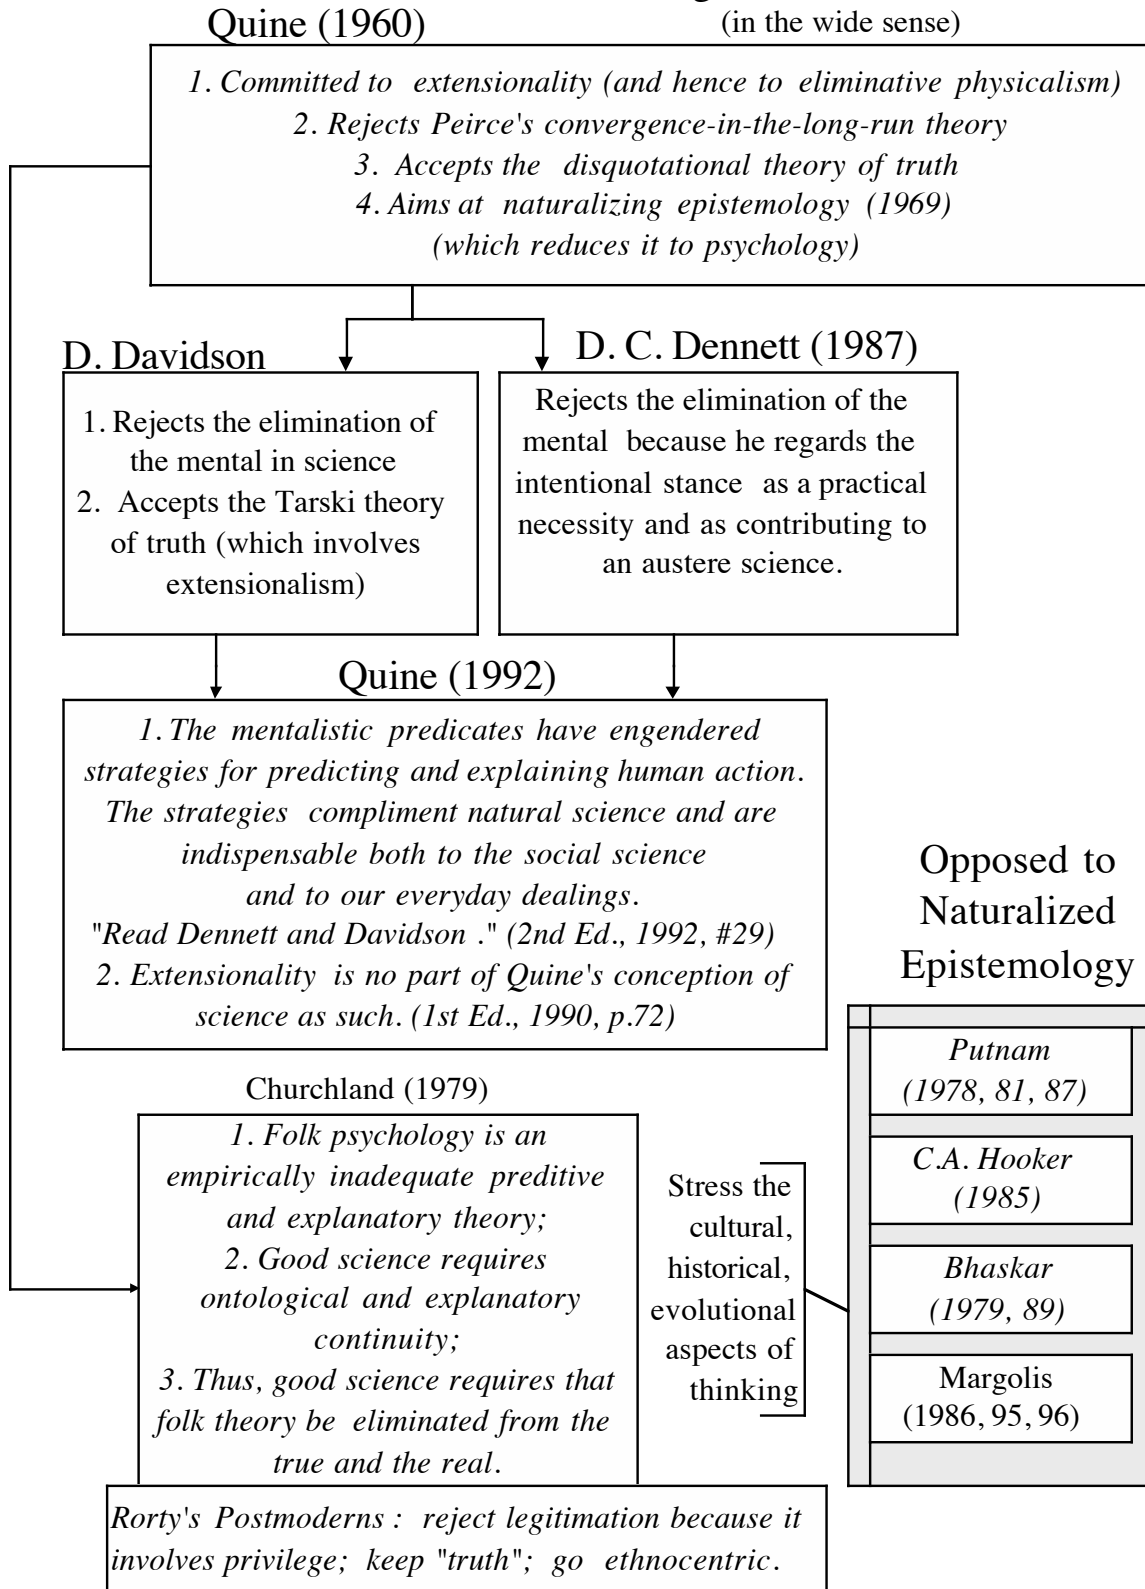 Quine (1960)
(in the wide sense)
1. Committed to extensionality (and hence to eliminative physicalism)
2. Rejects Peirce's convergence-in-the-long-run theory
3. Accepts the disquotational theory of truth
4. Aims at naturalizing epistemology (1969)
(which reduces it to psychology)
D. Davidson
1. Rejects the elimination of
the mental in science
2. Accepts the Tarski theory
of truth (which involves
extensionalism)
D. C. Dennett (1987)
Rejects the elimination of the
mental because he regards the
intentional stance as a practical
necessity and as contributing to
an austere science.
Quine (1992)
1. The mentalistic predicates have engendered
strategies for predicting and explaining human action.
The strategies compliment natural science and are
indispensable both to the social science
and to our everyday dealings.
"Read Dennett and Davidson ." (2nd Ed., 1992, #29)
2. Extensionality is no part of Quine's conception of
science as such. (1st Ed., 1990, p.72)
Churchland (1979)
1. Folk psychology is an
empirically inadequate preditive
and explanatory theory;
2. Good science requires
ontological and explanatory
continuity;
3. Thus, good science requires that
folk theory be eliminated from the
true and the real.
Rorty's Postmoderns : reject legitimation because it
involves privilege; keep "truth"; go ethnocentric.
Stress the
cultural,
historical,
evolutional
aspects of
thinking
Opposed to
Naturalized
Epistemology
Putnam
(1978, 81, 87)
C.A. Hooker
(1985)
Bhaskar
(1979, 89)
Margolis
(1986, 95, 96)